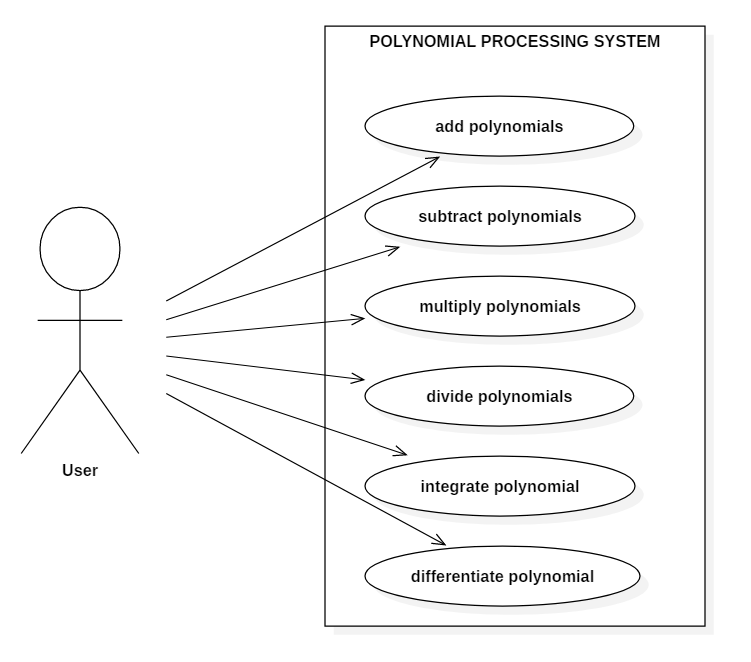 POLYNOMIAL PROCESSING SYSTEM
add polynomials
subtract polynomials
multiply polynomials
divide polynomials
integrate polynomial
differentiate polynomial
User